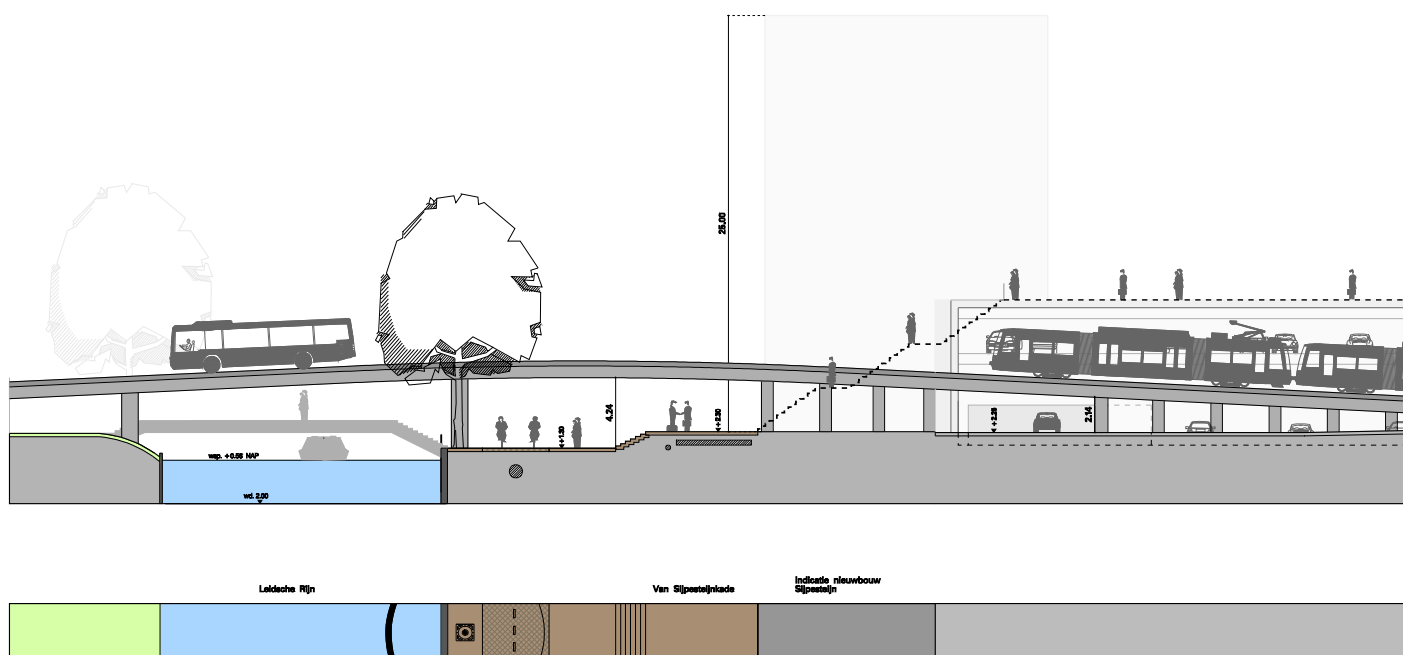 25,00
4.24
+1.30
+2.30
+2.29
2.14
wsp. +0.55 NAP
wd. 2.00
Leidsche Rijn
Van Sijpesteijnkade
Indicatie nieuwbouw
Sijpesteijn